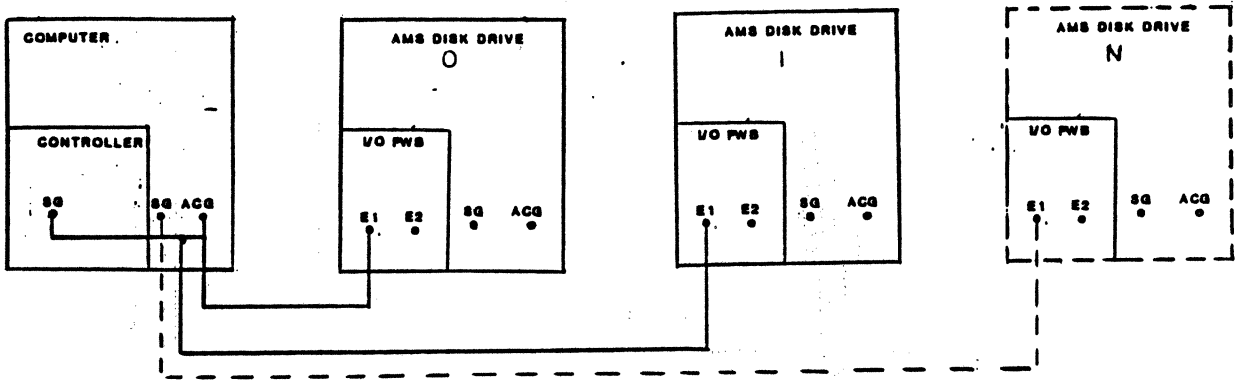 COMPUTER
CONTROLLER
SG
SG ACG
AMS DISK DRIVE
O
I/O PWB
E1 E2 SG ACG
AMS DISK DRIVE
1
I/O PWB
E1 E2 SG ACG
AMS DISK DRIVE
N
I/O PWB
E1 E2 SG ACG